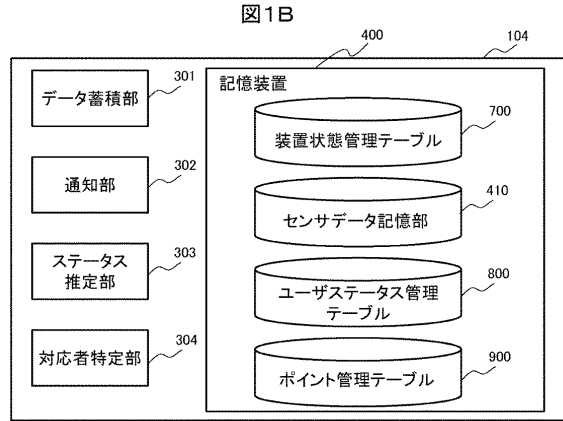 図1B
400
104
301
データ蓄積部
302
通知部
303
ステータス
推定部
304
対応者特定部
記憶装置
700
装置状態管理テーブル
410
センサデータ記憶部
800
ユーザステータス管理
テーブル
900
ポイント管理テーブル